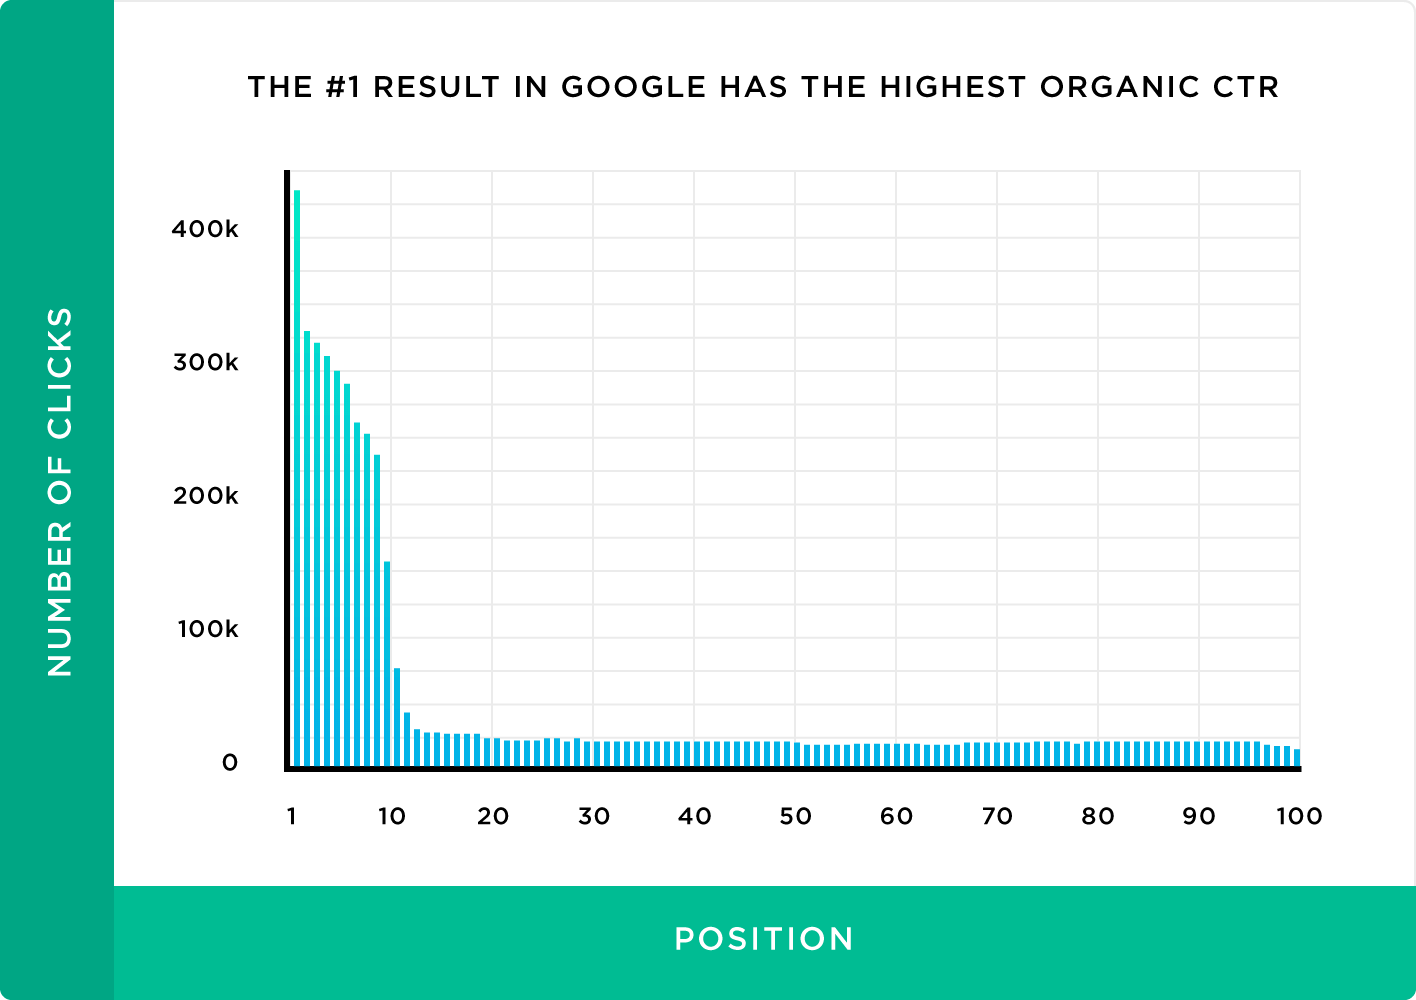 THE #1 RESULT IN GOOGLE HAS THE HIGHEST ORGANIC CTR
NUMBER OF CLICKS
400k
300k
200k
100k
0
1 10 20 30 40 50 60 70 80 90 100
POSITION